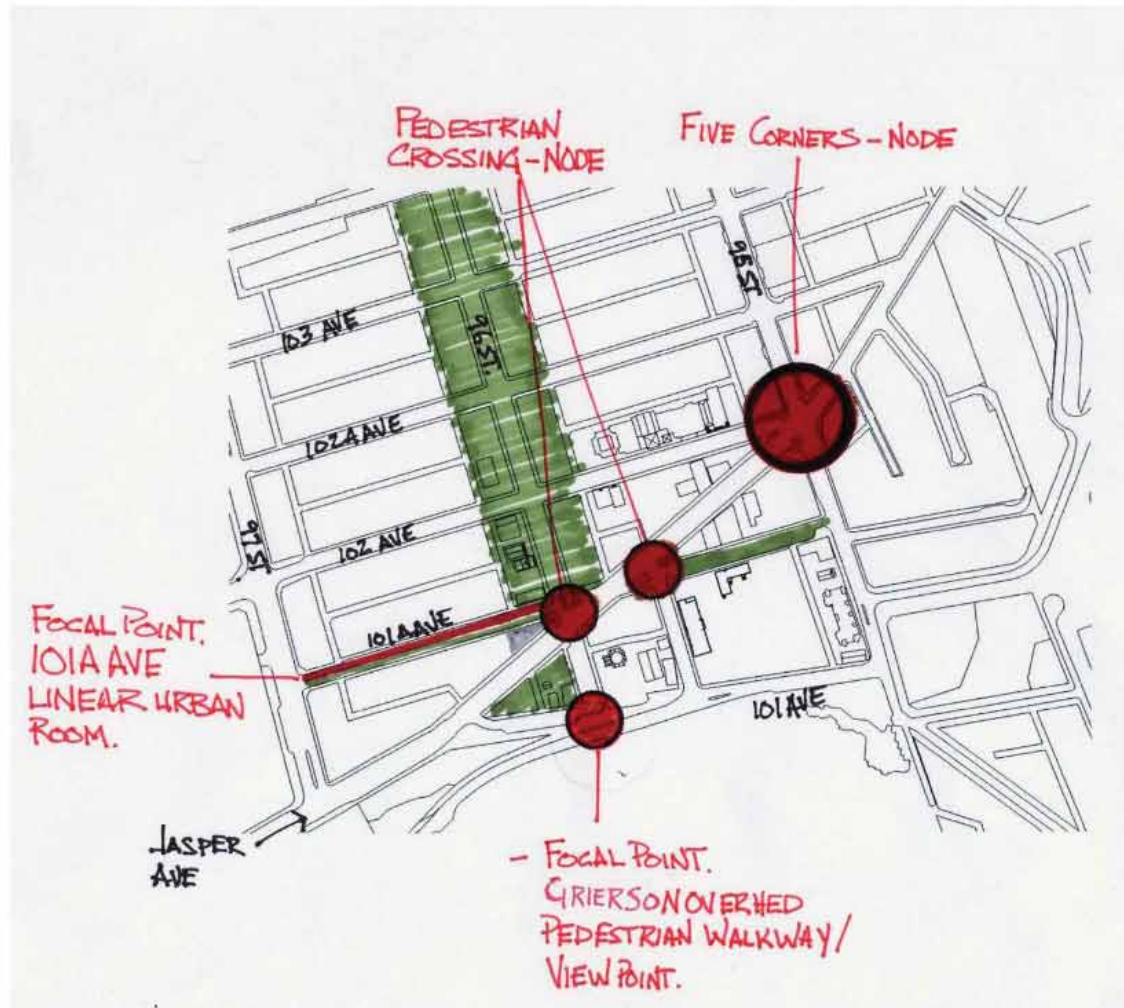 PEDESTRIAN
CROSSING - NODE
FIVE CORNERS - NODE
95 ST.
103 AVE
96 ST.
102A AVE
97 ST
102 AVE
101A AVE
FOCAL POINT.
101A AVE
LINEAR URBAN
ROOM.
101 AVE
JASPER
AVE
- FOCAL POINT.
GRIERSON OVERHED
PEDESTRIAN WALKWAY/
VIEW POINT.